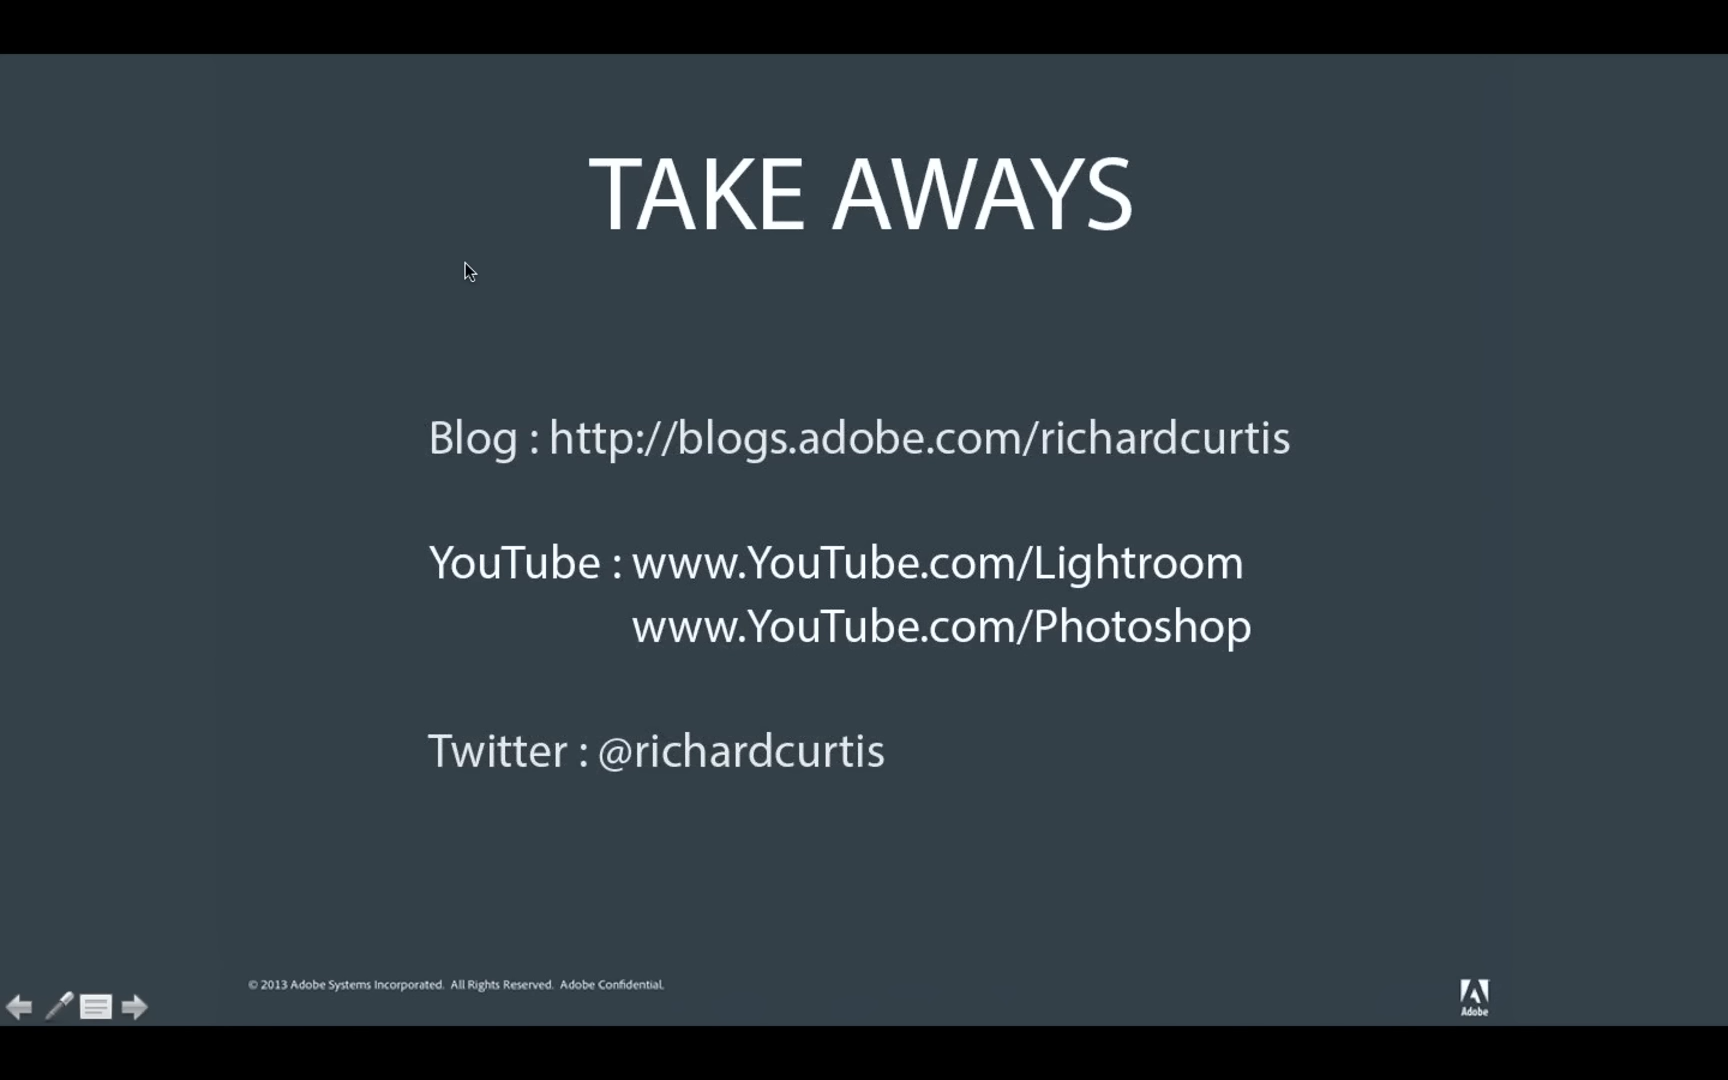 TAKE AWAYS
Blog : http://blogs.adobe.com/richardcurtis
YouTube : www.YouTube.com/Lightroom
www.YouTube.com/Photoshop
Twitter : @richardcurtis
© 2013 Adobe Systems Incorporated. All Rights Reserved. Adobe Confidential.
Adobe